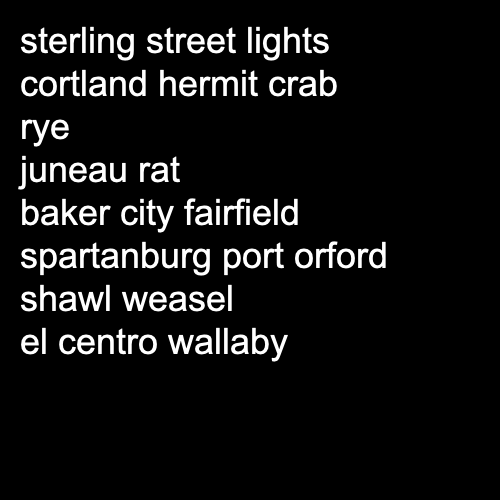 sterling street lights
cortland hermit crab
rye
juneau rat
baker city fairfield
spartanburg port orford
shawl weasel
el centro wallaby